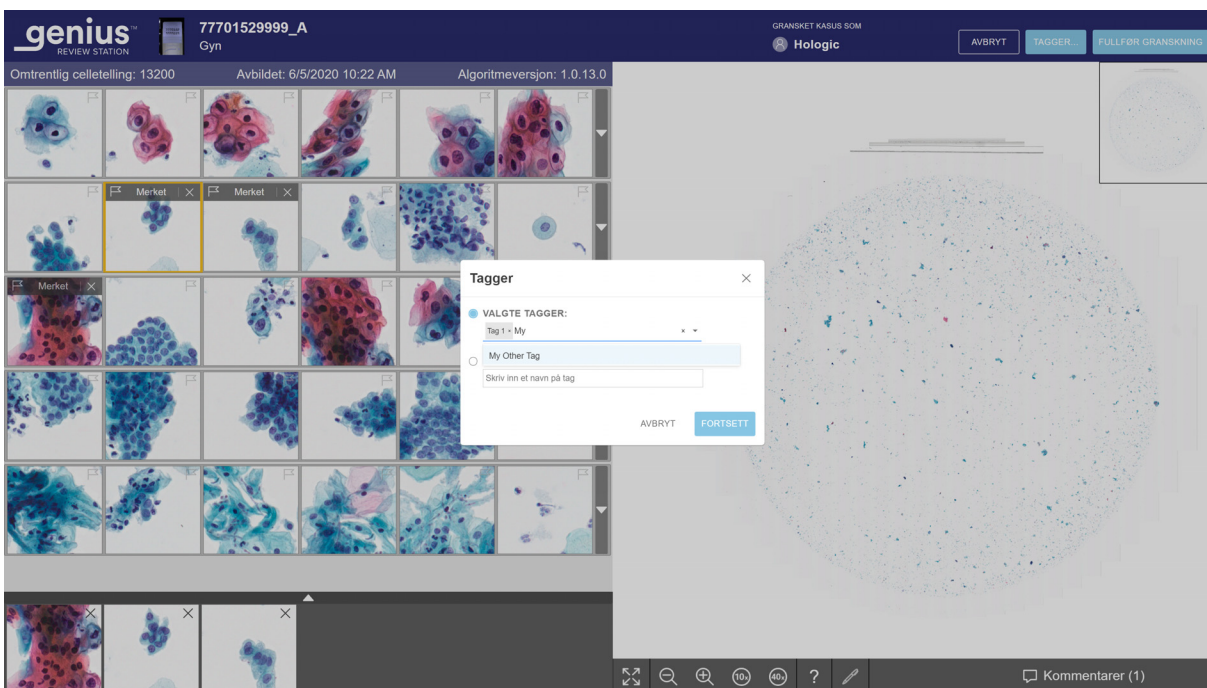 genius™
REVIEW STATION
77701529999_A
Gyn
GRANSKET KASUS SOM
Hologic
AVBRYT
TAGGER...
FULLFØR GRANSKNING
Omtrentlig celletelling: 13200
Avbildet: 6/5/2020 10:22 AM
Algoritmeversjon: 1.0.13.0
Merket
Merket
Merket
Tagger
VALGTE TAGGER:
Tag 1 × My
My Other Tag
Skriv inn et navn på tag
AVBRYT
FORTSETT
10x
40x
?
Kommentarer (1)